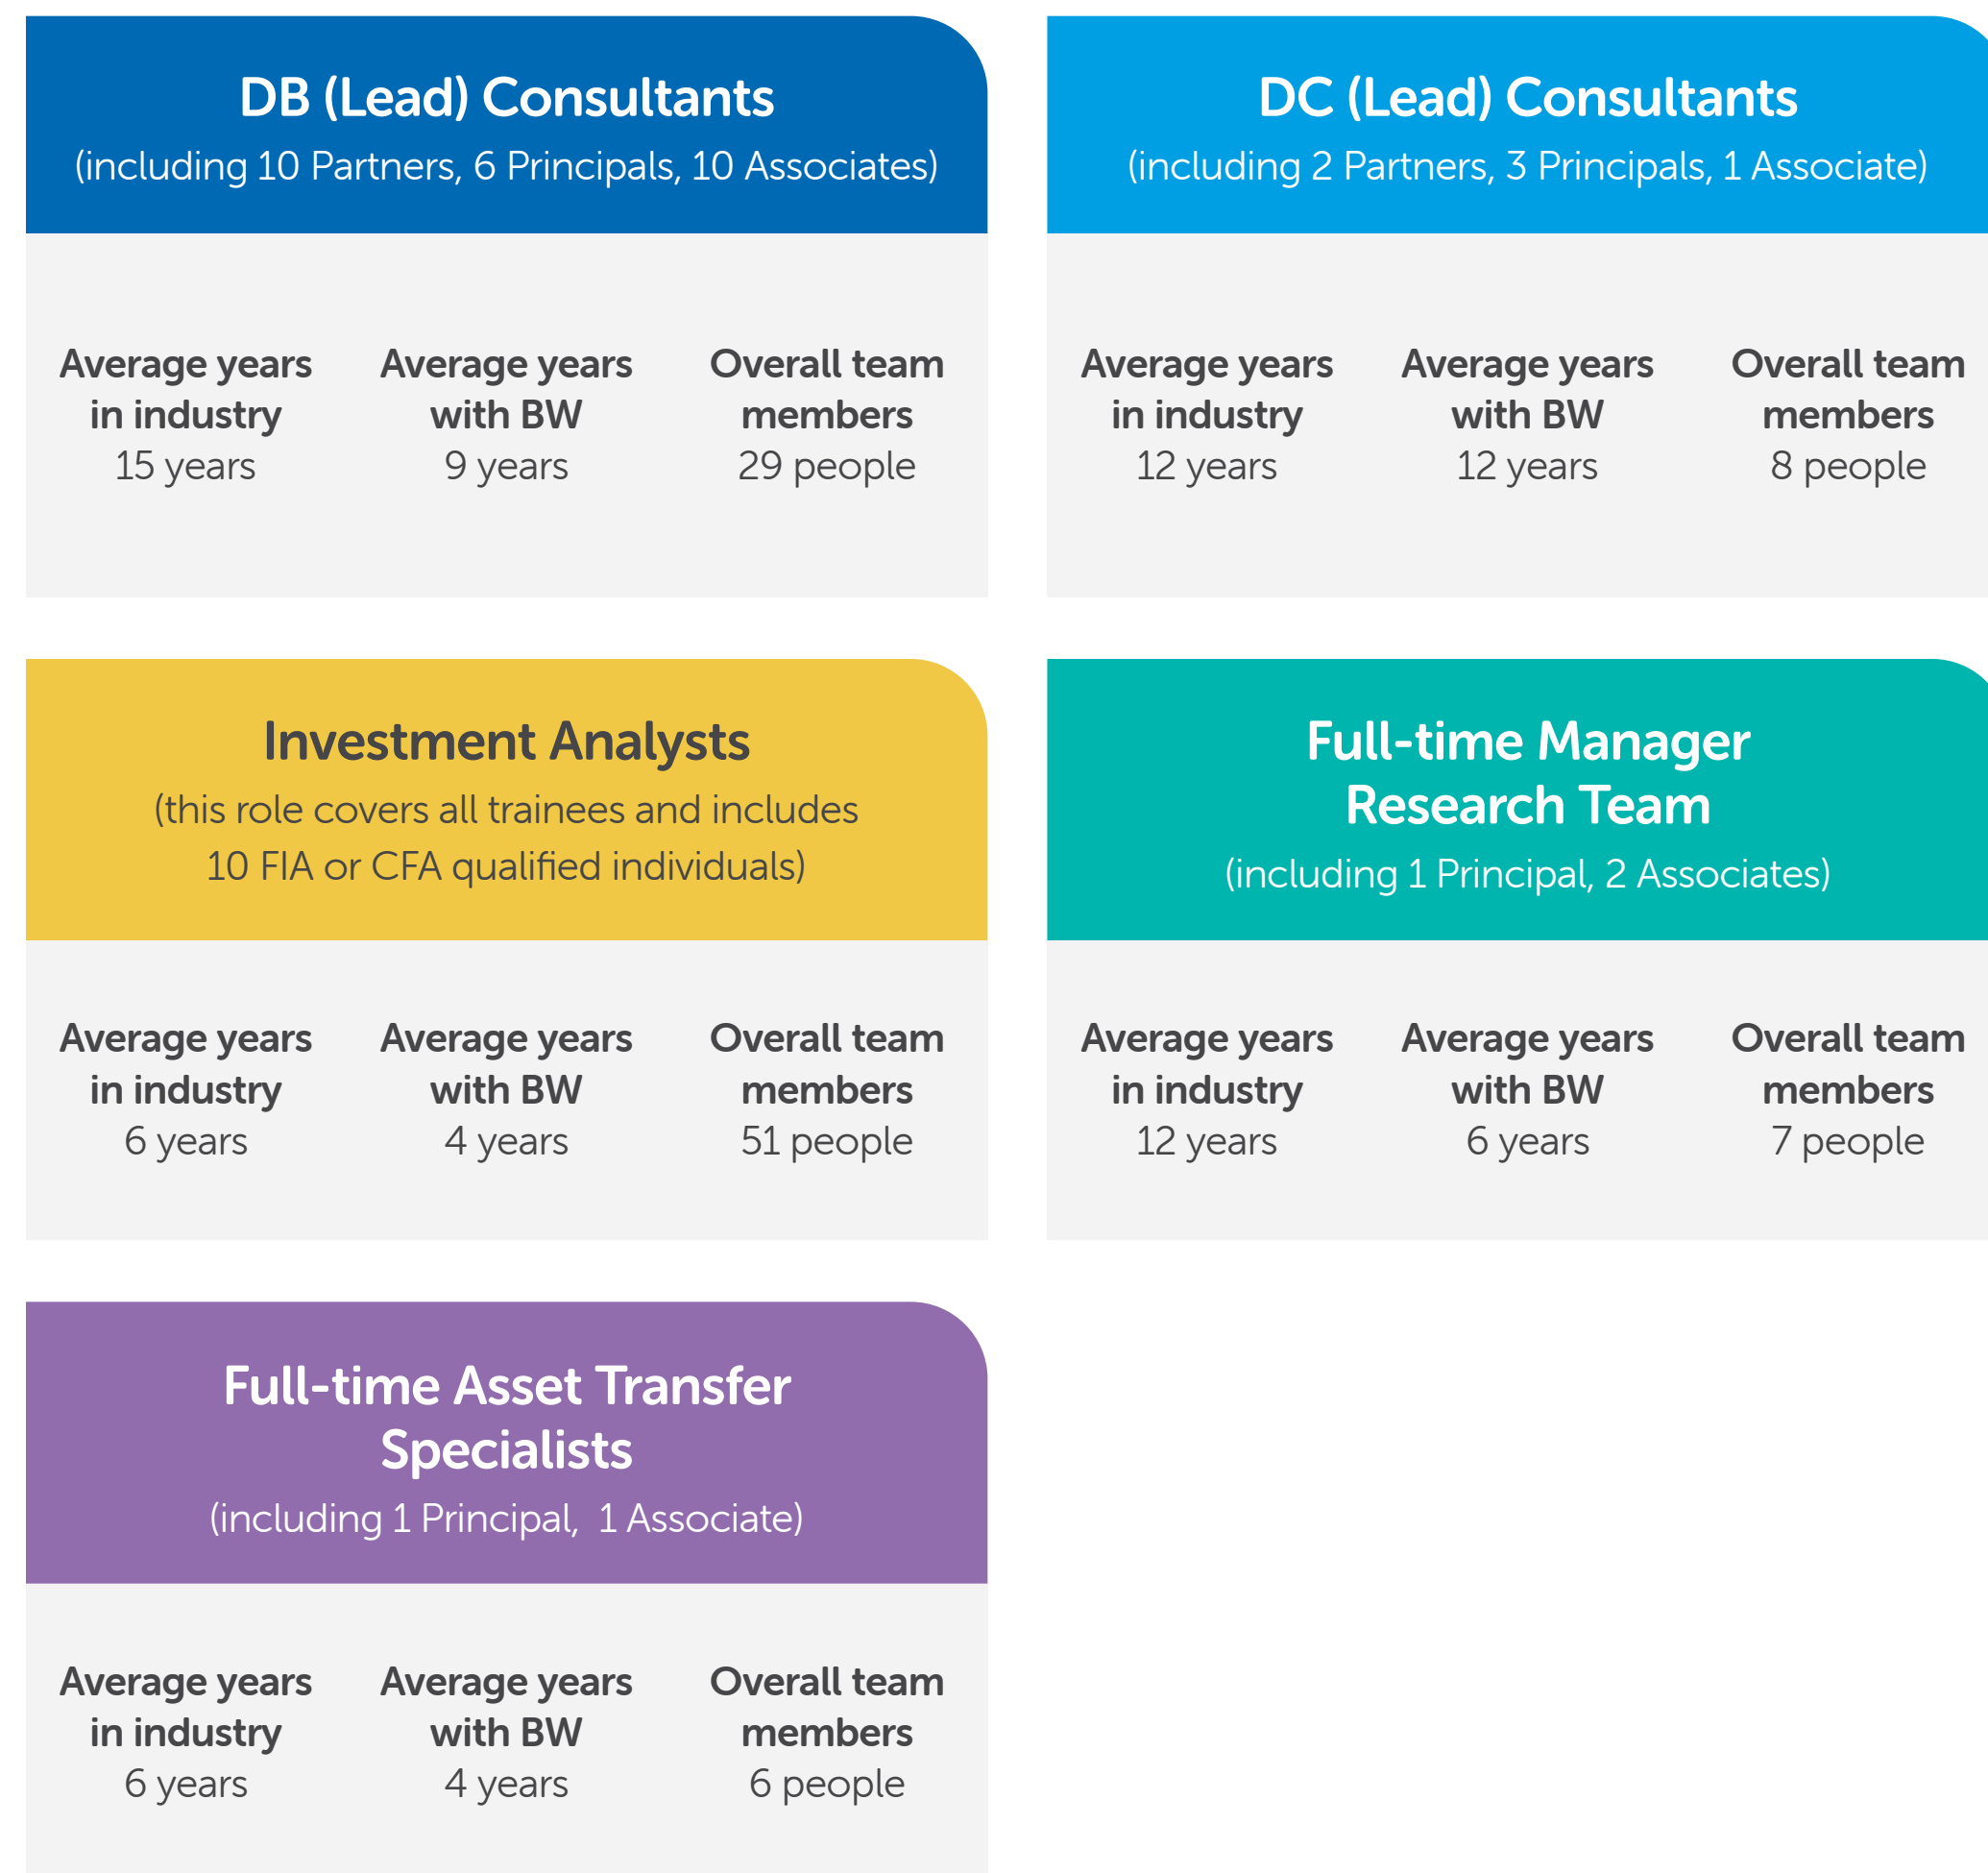 DB (Lead) Consultants
(including 10 Partners, 6 Principals, 10 Associates)
Average years
in industry
15 years
Average years
with BW
9 years
Overall team
members
29 people
DC (Lead) Consultants
(including 2 Partners, 3 Principals, 1 Associate)
Average years
in industry
12 years
Average years
with BW
12 years
Overall team
members
8 people
Investment Analysts
(this role covers all trainees and includes
10 FIA or CFA qualified individuals)
Average years
in industry
6 years
Average years
with BW
4 years
Overall team
members
51 people
Full-time Manager
Research Team
(including 1 Principal, 2 Associates)
Average years
in industry
12 years
Average years
with BW
6 years
Overall team
members
7 people
Full-time Asset Transfer
Specialists
(including 1 Principal,  1 Associate)
Average years
in industry
6 years
Average years
with BW
4 years
Overall team
members
6 people